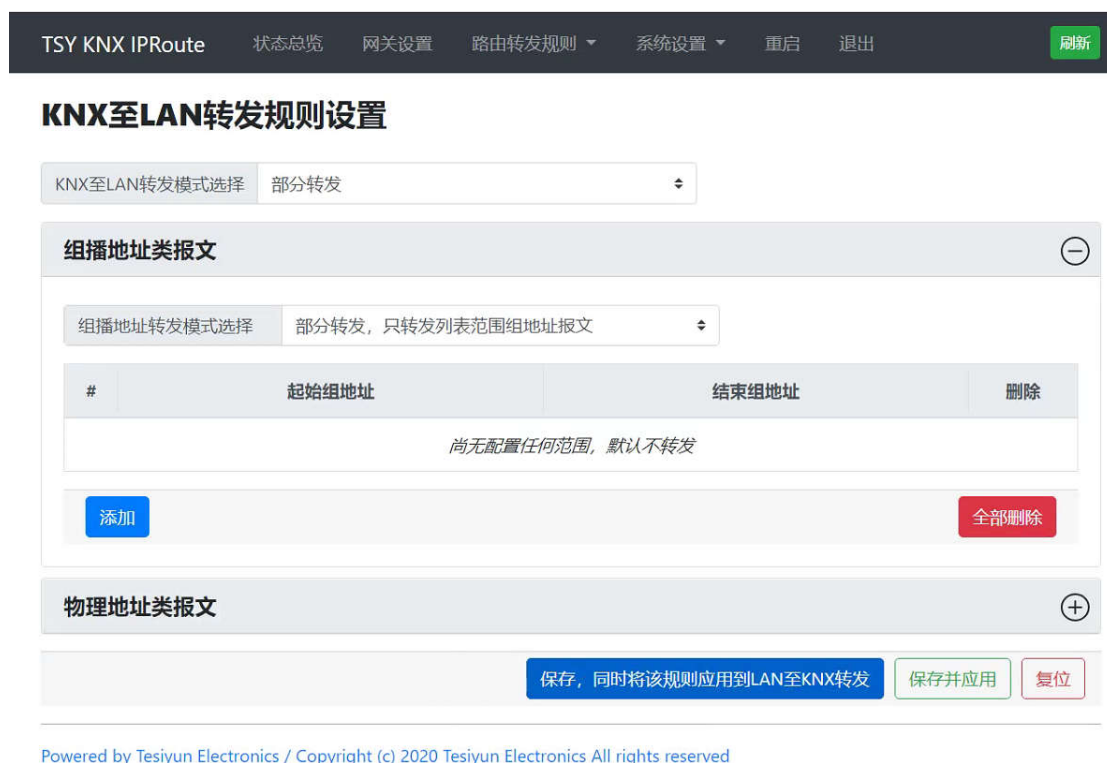 TSY KNX IPRoute 状态总览 网关设置 路由转发规则 系统设置 重启 退出 刷新
KNX至LAN转发规则设置
KNX至LAN转发模式选择 部分转发
组播地址类报文
组播地址转发模式选择 部分转发，只转发列表范围组地址报文
# 起始组地址 结束组地址 删除
尚无配置任何范围，默认不转发
添加 全部删除
物理地址类报文
保存，同时将该规则应用到LAN至KNX转发 保存并应用 复位
Powered by Tesiyun Electronics / Copyright (c) 2020 Tesiyun Electronics All rights reserved